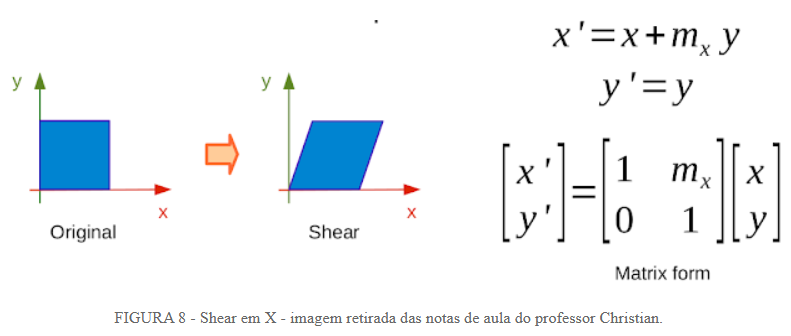 y
x
Original
y
x
Shear
x'=x+mₓ y
y'=y
[x' y']=[1 mₓ 0 1][x y]
Matrix form
FIGURA 8 - Shear em X - imagem retirada das notas de aula do professor Christian.